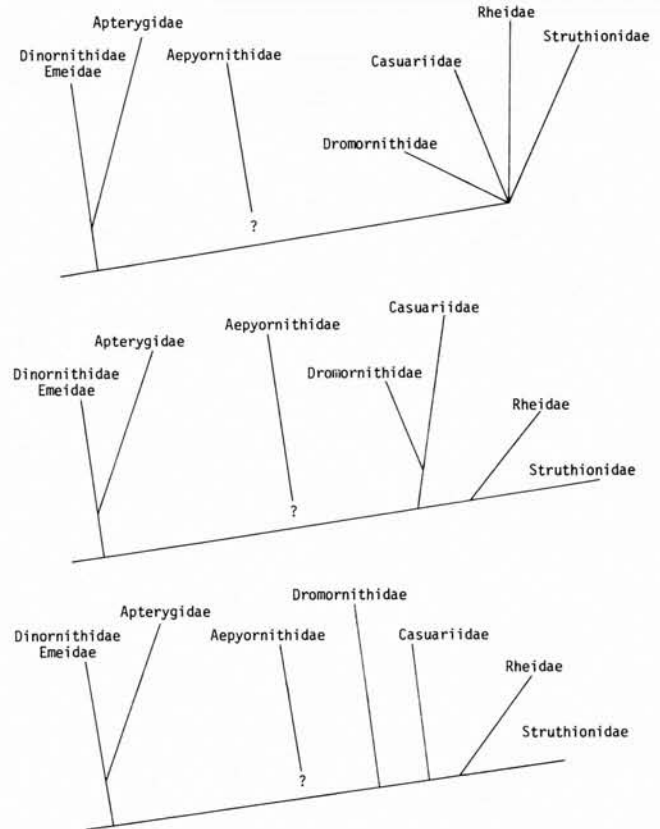 Rheidae
Apterygidae
Struthionidae
Dinornithidae
Emeidae
Aepyornithidae
Casuariidae
Dromornithidae
?
Casuariidae
Aepyornithidae
Apterygidae
Dinornithidae
Emeidae
Dromornithidae
Rheidae
Struthionidae
?
Dromornithidae
Apterygidae
Dinornithidae
Emeidae
Aepyornithidae
Casuariidae
Rheidae
Struthionidae
?